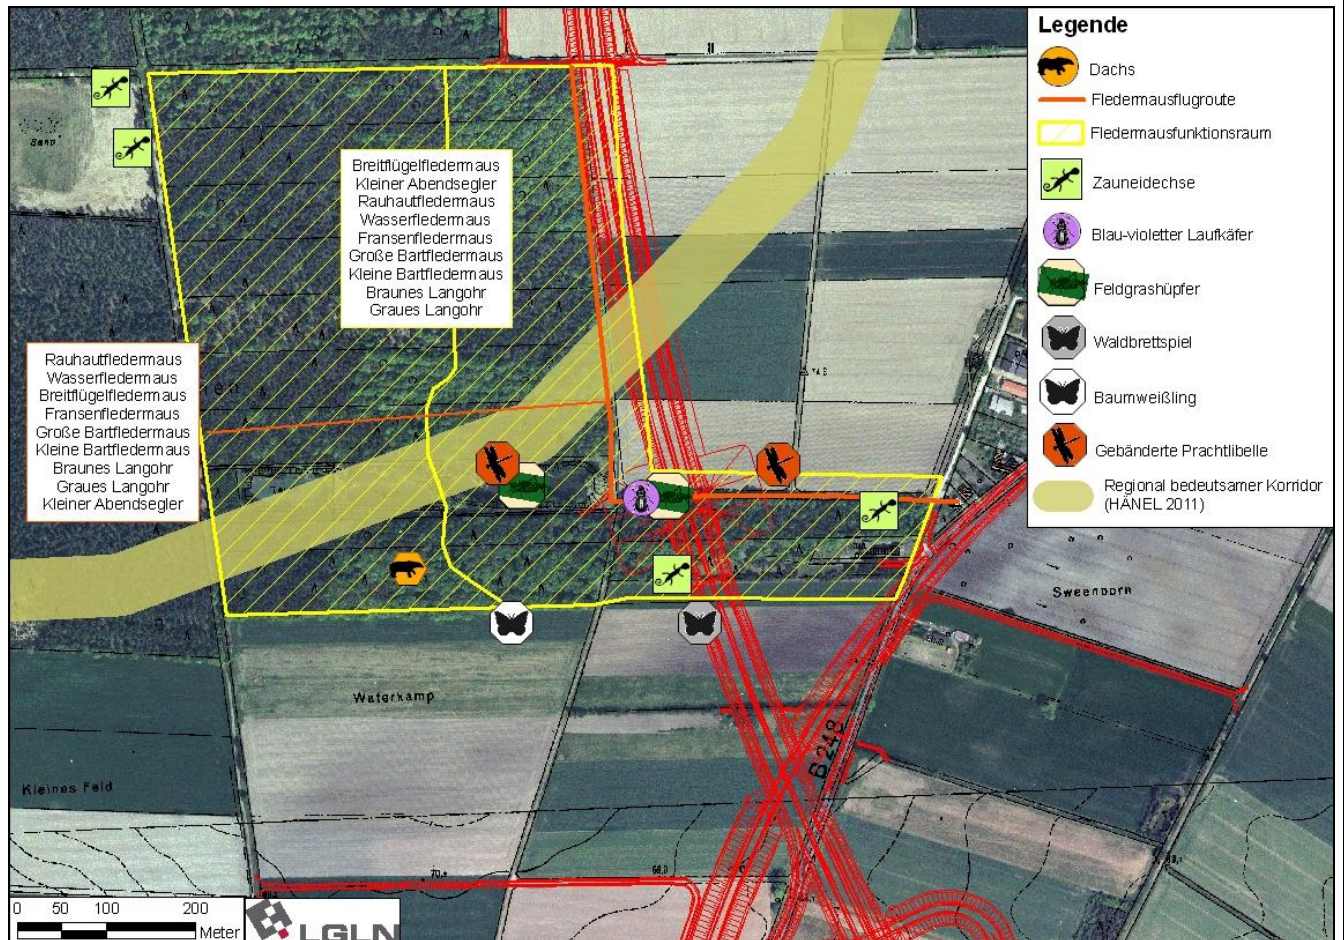 Legende
Dachs
Fledermausflugroute
Fledermausfunktionsraum
Zauneidechse
Blau-violetter Laufkäfer
Feldgrashüpfer
Waldbrettspiel
Baumweißling
Gebänderte Prachtlibelle
Regional bedeutsamer Korridor
(HÄNEL 2011)
Breitflügelfledermaus
Kleiner Abendsegler
Rauhautfledermaus
Wasserfledermaus
Fransenfledermaus
Große Bartfledermaus
Kleine Bartfledermaus
Braunes Langohr
Graues Langohr
Rauhautfledermaus
Wasserfledermaus
Breitflügelfledermaus
Fransenfledermaus
Große Bartfledermaus
Kleine Bartfledermaus
Braunes Langohr
Graues Langohr
Kleiner Abendsegler
Sweenborn
Waterkamp
B 248
Kleines Feld
0 50 100 200
Meter
LGLN